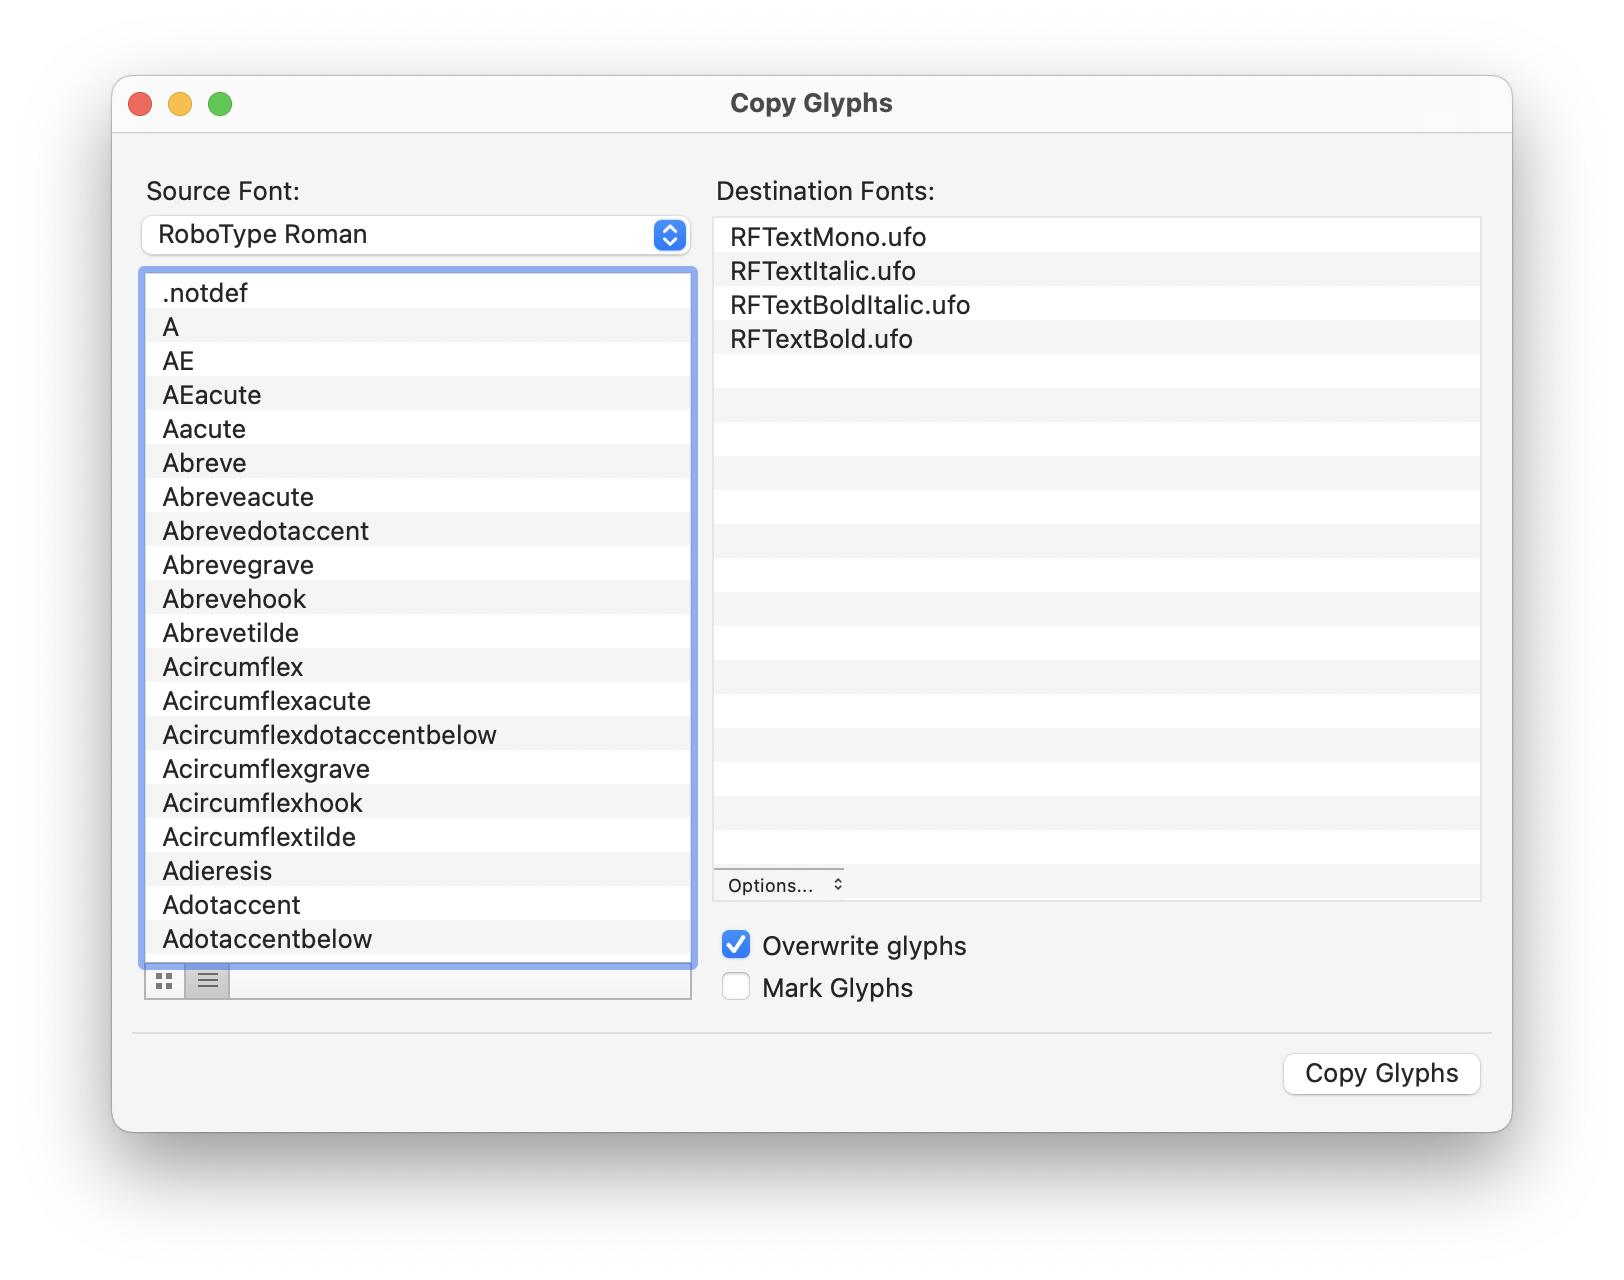 Copy Glyphs
Source Font:
RoboType Roman
.notdef
A
AE
AEacute
Aacute
Abreve
Abreveacute
Abrevedotaccent
Abrevegrave
Abrevehook
Abrevetilde
Acircumflex
Acircumflexacute
Acircumflexdotaccentbelow
Acircumflexgrave
Acircumflexhook
Acircumflextilde
Adieresis
Adotaccent
Adotaccentbelow
Destination Fonts:
RFTextMono.ufo
RFTextItalic.ufo
RFTextBoldItalic.ufo
RFTextBold.ufo
Options...
Overwrite glyphs
Mark Glyphs
Copy Glyphs